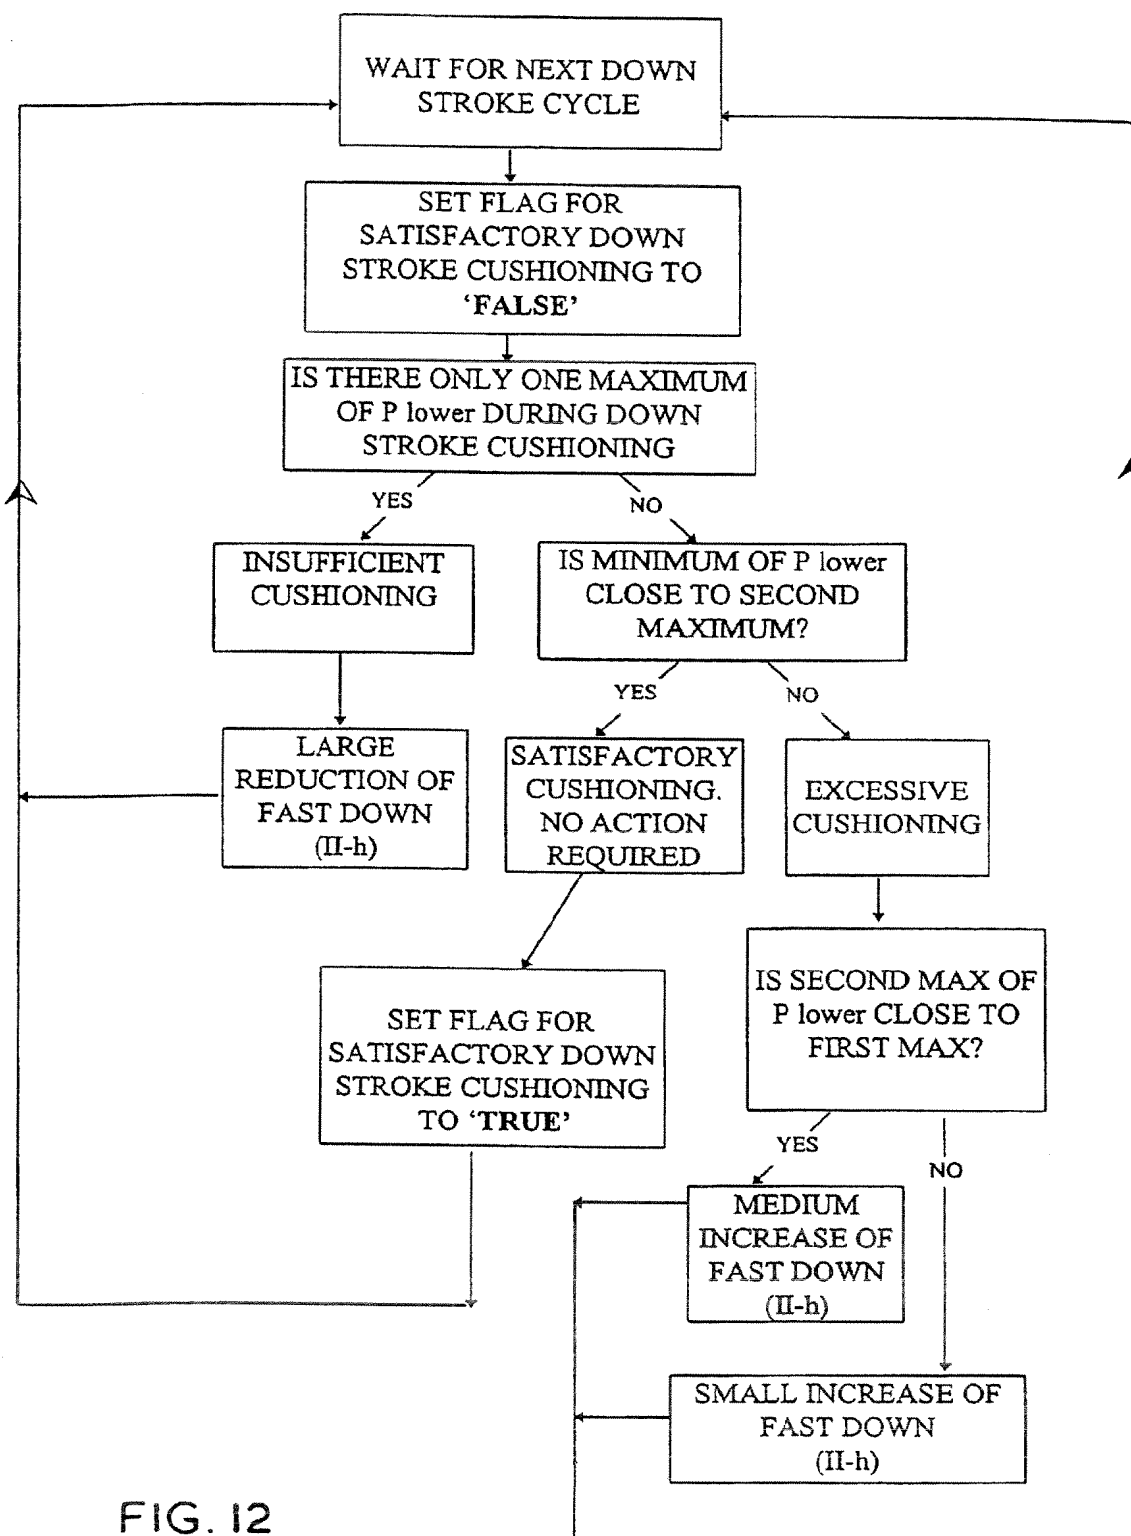 WAIT FOR NEXT DOWN
STROKE CYCLE
SET FLAG FOR
SATISFACTORY DOWN
STROKE CUSHIONING TO
‘FALSE’
IS THERE ONLY ONE MAXIMUM
OF P lower DURING DOWN
STROKE CUSHIONING
YES
NO
INSUFFICIENT
CUSHIONING
IS MINIMUM OF P lower
CLOSE TO SECOND
MAXIMUM?
YES
NO
LARGE
REDUCTION OF
FAST DOWN
(II-h)
SATISFACTORY
CUSHIONING.
NO ACTION
REQUIRED
EXCESSIVE
CUSHIONING
IS SECOND MAX OF
P lower CLOSE TO
FIRST MAX?
SET FLAG FOR
SATISFACTORY DOWN
STROKE CUSHIONING
TO ‘TRUE’
YES
NO
MEDIUM
INCREASE OF
FAST DOWN
(II-h)
SMALL INCREASE OF
FAST DOWN
(II-h)
FIG. 12